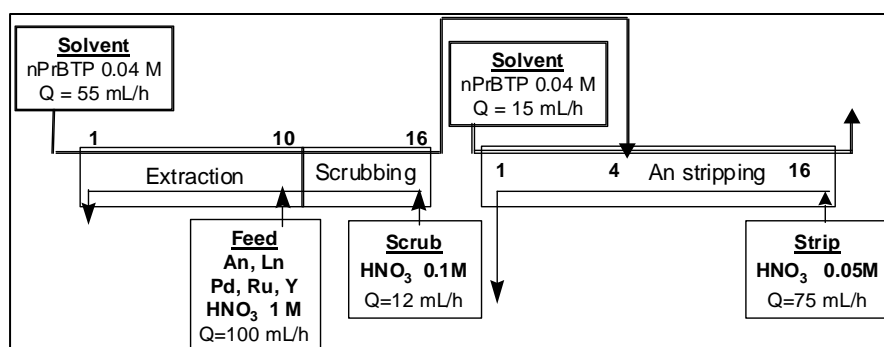 Solvent
nPrBTP 0.04 M
Q = 55 mL/h
Solvent
nPrBTP 0.04 M
Q = 15 mL/h
1 10 16
Extraction Scrubbing
1 4 16
An stripping
Feed
An, Ln
Pd, Ru, Y
HNO₃ 1 M
Q=100 mL/h
Scrub
HNO₃ 0.1M
Q=12 mL/h
Strip
HNO₃ 0.05M
Q=75 mL/h